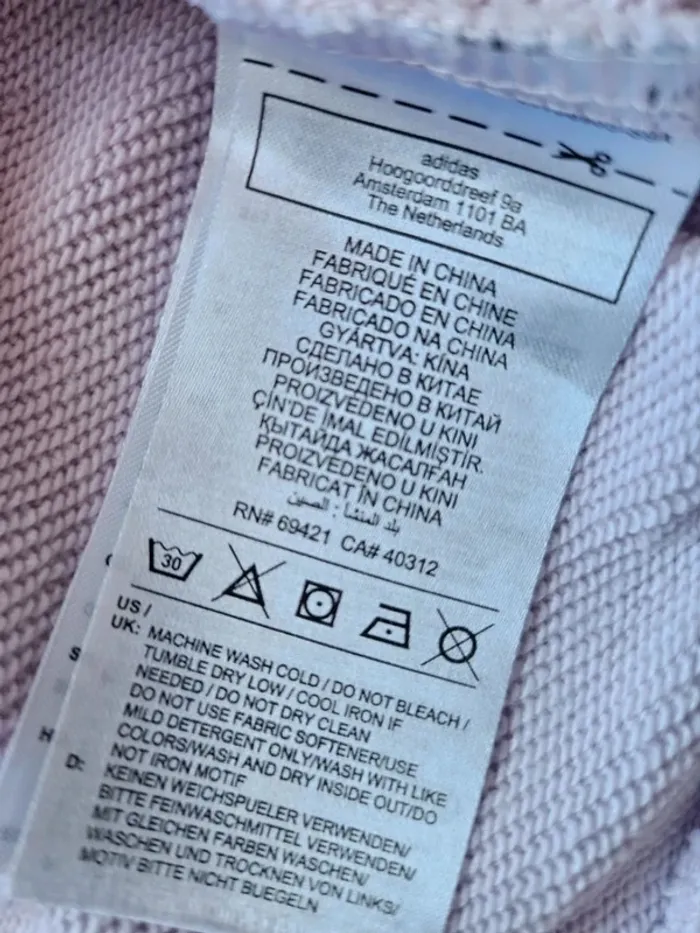 adidas
Hoogoorddreef 9a
Amsterdam 1101 BA
The Netherlands
MADE IN CHINA
FABRIQUÉ EN CHINE
FABRICADO EN CHINA
FABRICADO NA CHINA
GYÁRTVA: KÍNA
СДЕЛАНО В КИТАЕ
ПРОИЗВЕДЕНО В КИТАЙ
PROIZVEDENO U KINI
ÇİN'DE İMAL EDİLMİŞTİR.
ҚЫТАЙДА ЖАСАЛҒАН
PROIZVEDENO U KINI
FABRICAT ÎN CHINA
بلد المنشأ : الصين
RN# 69421 CA# 40312
30
US /
UK: MACHINE WASH COLD / DO NOT BLEACH /
TUMBLE DRY LOW / COOL IRON IF
NEEDED / DO NOT DRY CLEAN
DO NOT USE FABRIC SOFTENER/USE
MILD DETERGENT ONLY/WASH WITH LIKE
COLORS/WASH AND DRY INSIDE OUT/DO
NOT IRON MOTIF
D: KEINEN WEICHSPUELER VERWENDEN/
BITTE FEINWASCHMITTEL VERWENDEN/
MIT GLEICHEN FARBEN WASCHEN/
WASCHEN UND TROCKNEN VON LINKS/
MOTIV BITTE NICHT BUEGELN